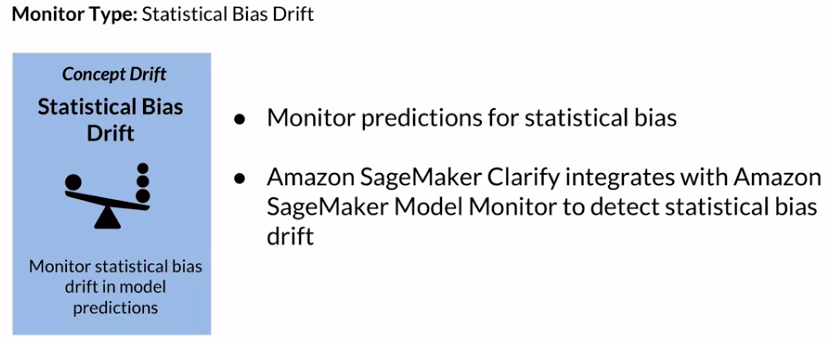 Monitor Type: Statistical Bias Drift
Concept Drift
Statistical Bias
Drift
Monitor statistical bias
drift in model
predictions
● Monitor predictions for statistical bias
● Amazon SageMaker Clarify integrates with Amazon
SageMaker Model Monitor to detect statistical bias
drift